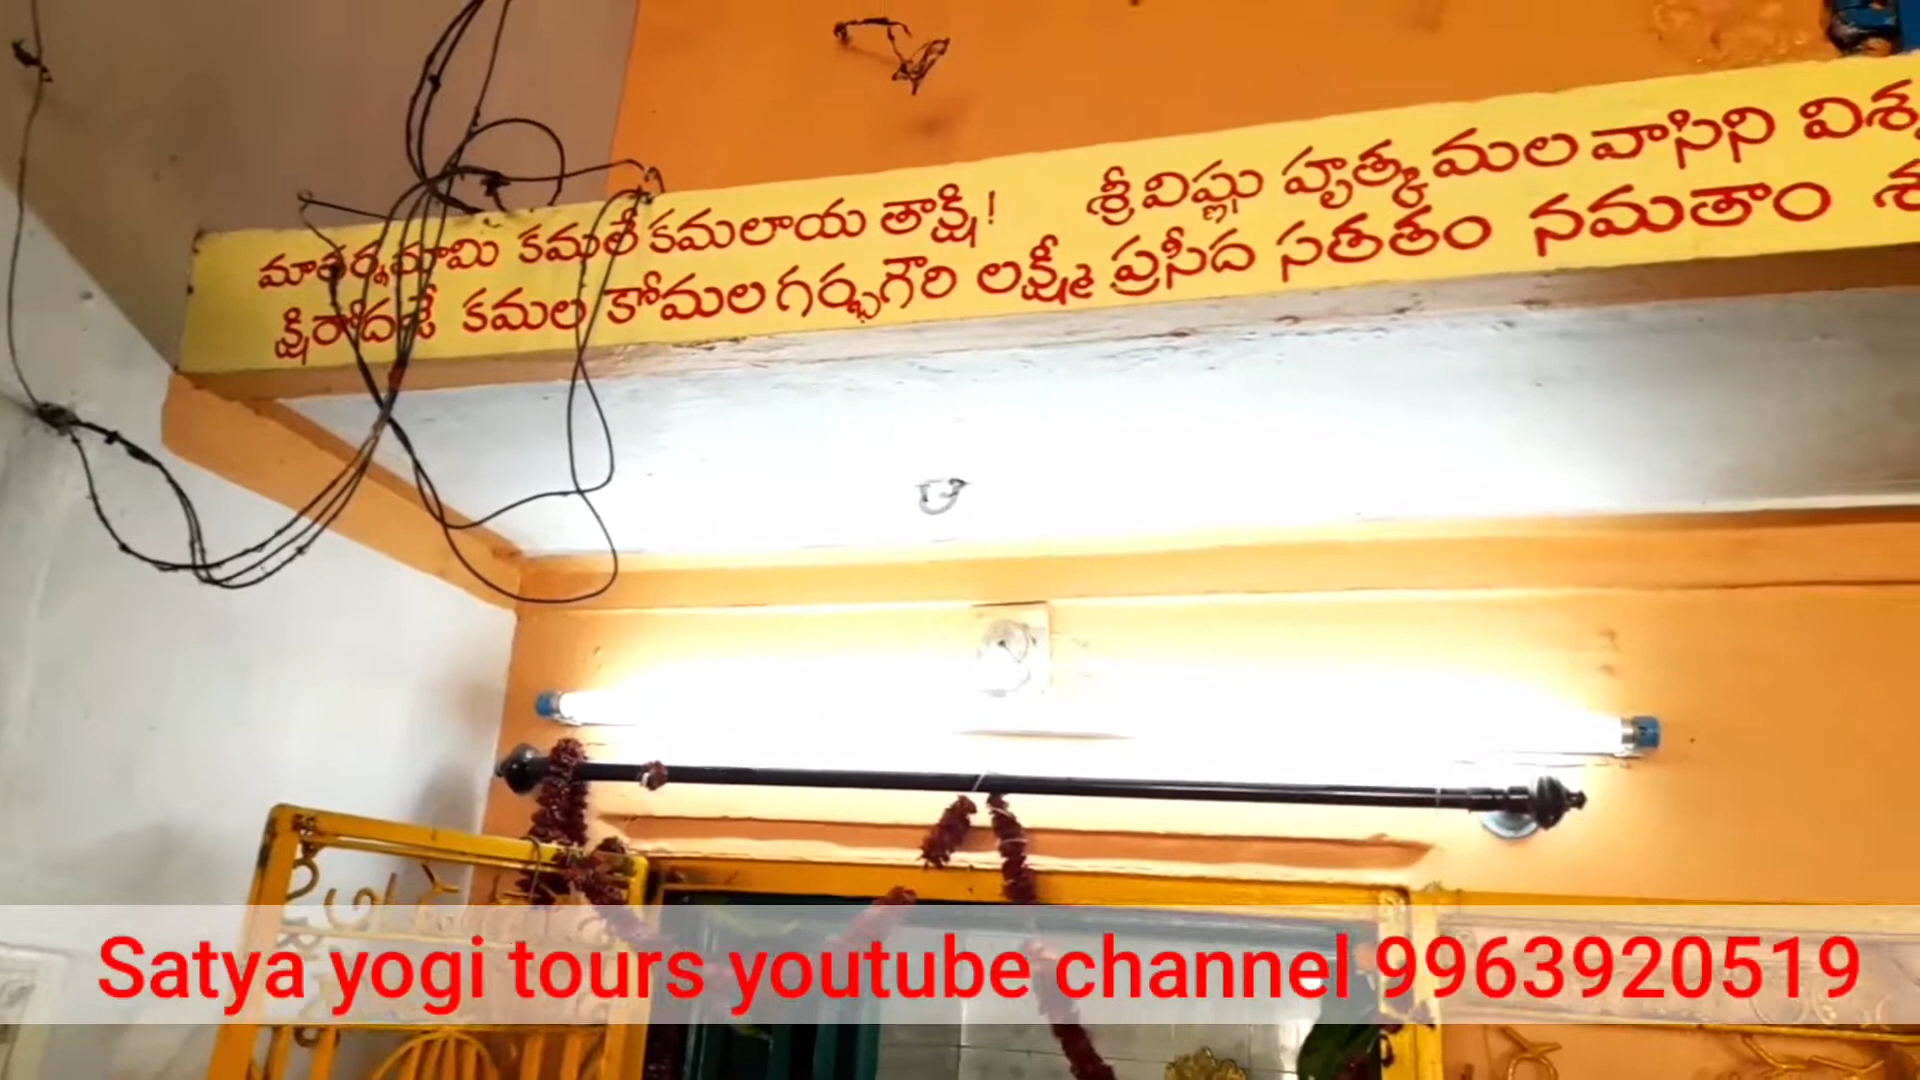 మాతర్నమామి కమలే కమలాయ తాక్షి! శ్రీ విష్ణు హృత్క మల వాసిని
క్షిరోదజే కమల కోమల గర్భగౌరి లక్ష్మీ ప్రసీద సతతం నమతాం
Satya yogi tours youtube channel 9963920519